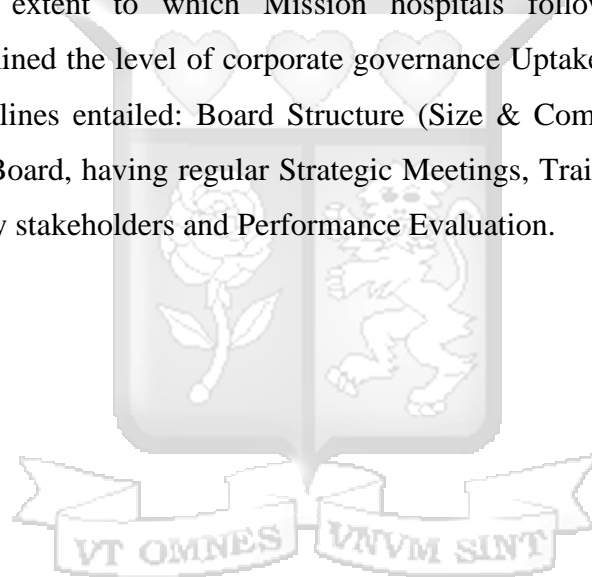 extent to which Mission hospitals follow
ined the level of corporate governance Uptake
lines entailed: Board Structure (Size & Com
Board, having regular Strategic Meetings, Trai
y stakeholders and Performance Evaluation.
VT OMNES VNVM SINT